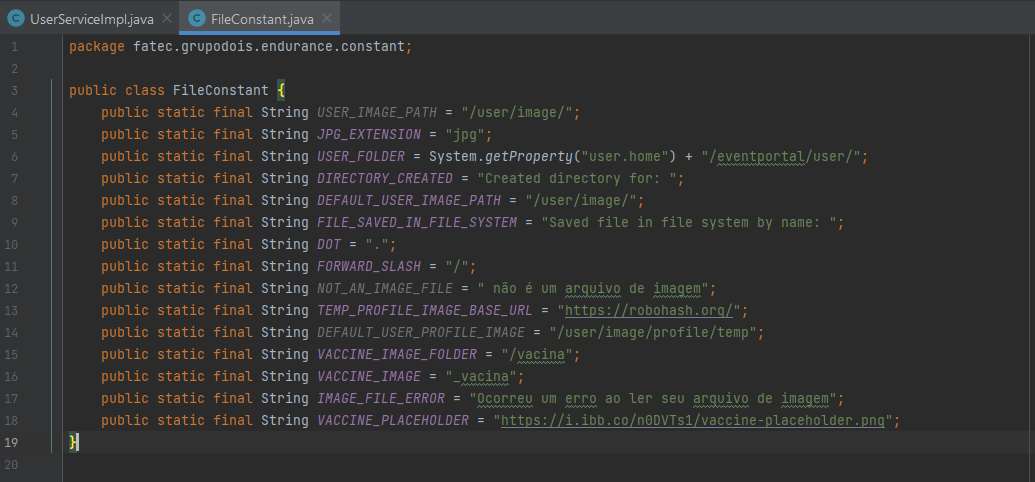 UserServiceImpl.java FileConstant.java
1 package fatec.grupodois.endurance.constant;
2
3 public class FileConstant {
4 public static final String USER_IMAGE_PATH = "/user/image/";
5 public static final String JPG_EXTENSION = "jpg";
6 public static final String USER_FOLDER = System.getProperty("user.home") + "/eventportal/user/";
7 public static final String DIRECTORY_CREATED = "Created directory for: ";
8 public static final String DEFAULT_USER_IMAGE_PATH = "/user/image/";
9 public static final String FILE_SAVED_IN_FILE_SYSTEM = "Saved file in file system by name: ";
10 public static final String DOT = ".";
11 public static final String FORWARD_SLASH = "/";
12 public static final String NOT_AN_IMAGE_FILE = " não é um arquivo de imagem";
13 public static final String TEMP_PROFILE_IMAGE_BASE_URL = "https://robohash.org/";
14 public static final String DEFAULT_USER_PROFILE_IMAGE = "/user/image/profile/temp";
15 public static final String VACCINE_IMAGE_FOLDER = "/vacina";
16 public static final String VACCINE_IMAGE = "_vacina";
17 public static final String IMAGE_FILE_ERROR = "Ocorreu um erro ao ler seu arquivo de imagem";
18 public static final String VACCINE_PLACEHOLDER = "https://i.ibb.co/n0DVTs1/vaccine-placeholder.png";
19 }
20